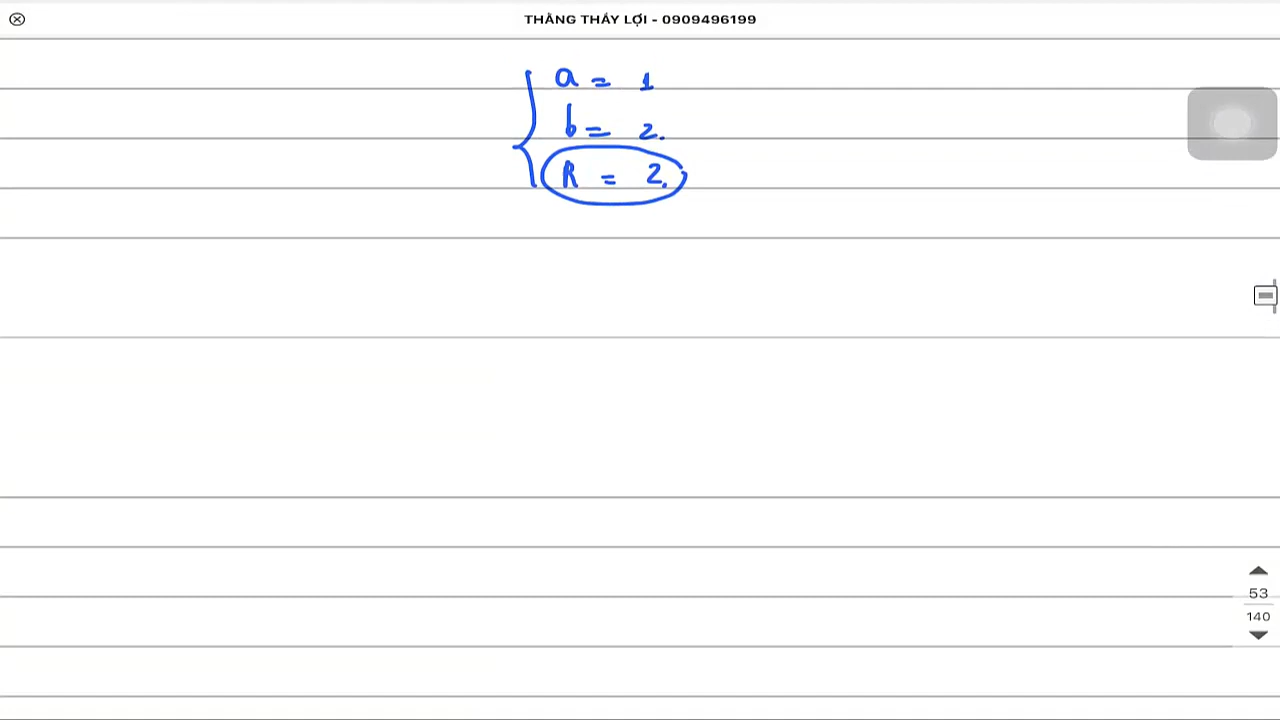 THẦNG THẦY LỢI - 0909496199
a = 1
b = 2.
R = 2.
53
140